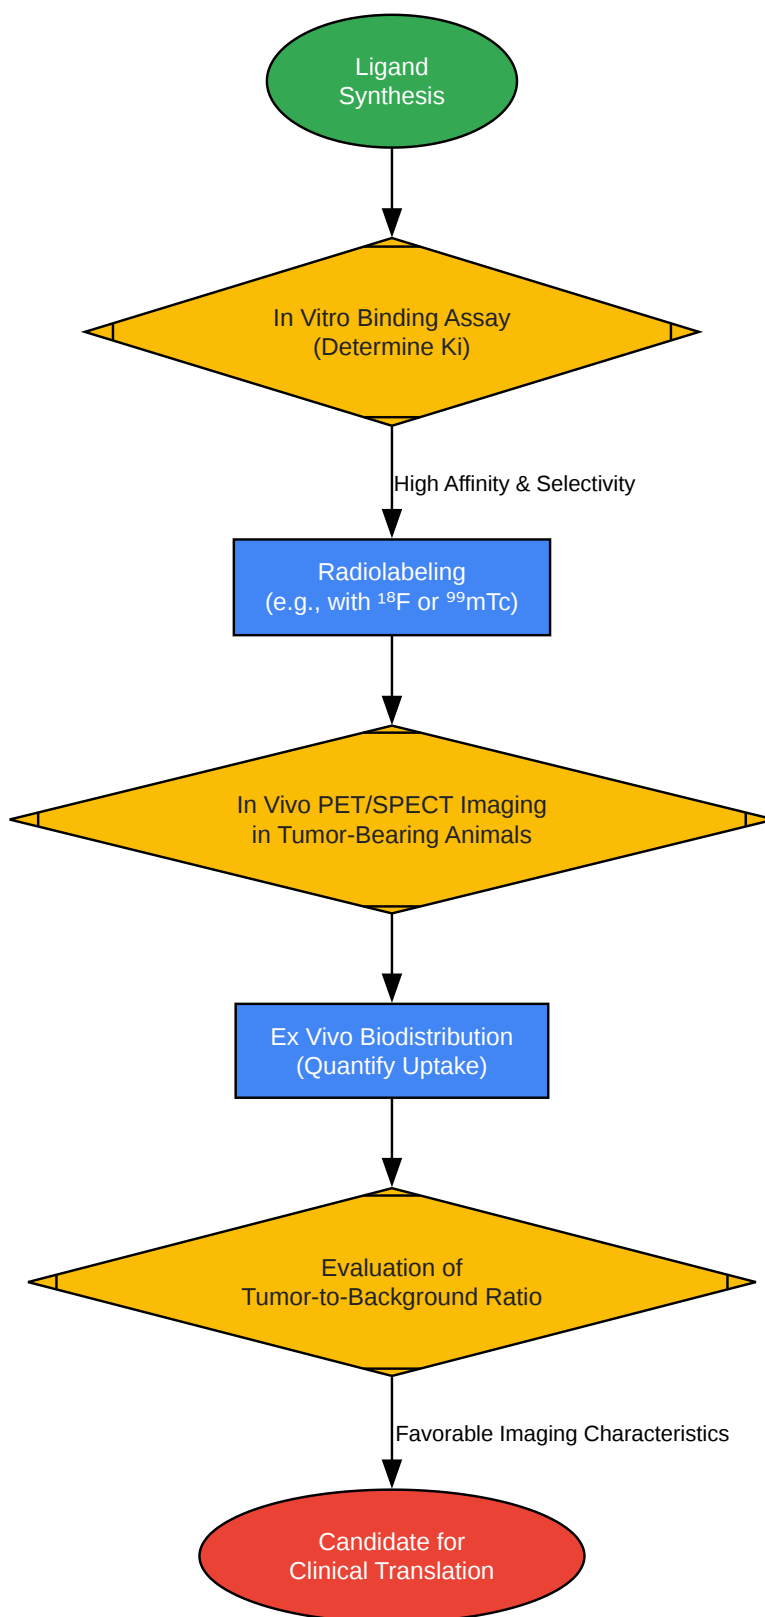 Ligand
Synthesis
In Vitro Binding Assay
(Determine Ki)
High Affinity & Selectivity
Radiolabeling
(e.g., with ¹⁸F or ⁹⁹mTc)
In Vivo PET/SPECT Imaging
in Tumor-Bearing Animals
Ex Vivo Biodistribution
(Quantify Uptake)
Evaluation of
Tumor-to-Background Ratio
Favorable Imaging Characteristics
Candidate for
Clinical Translation